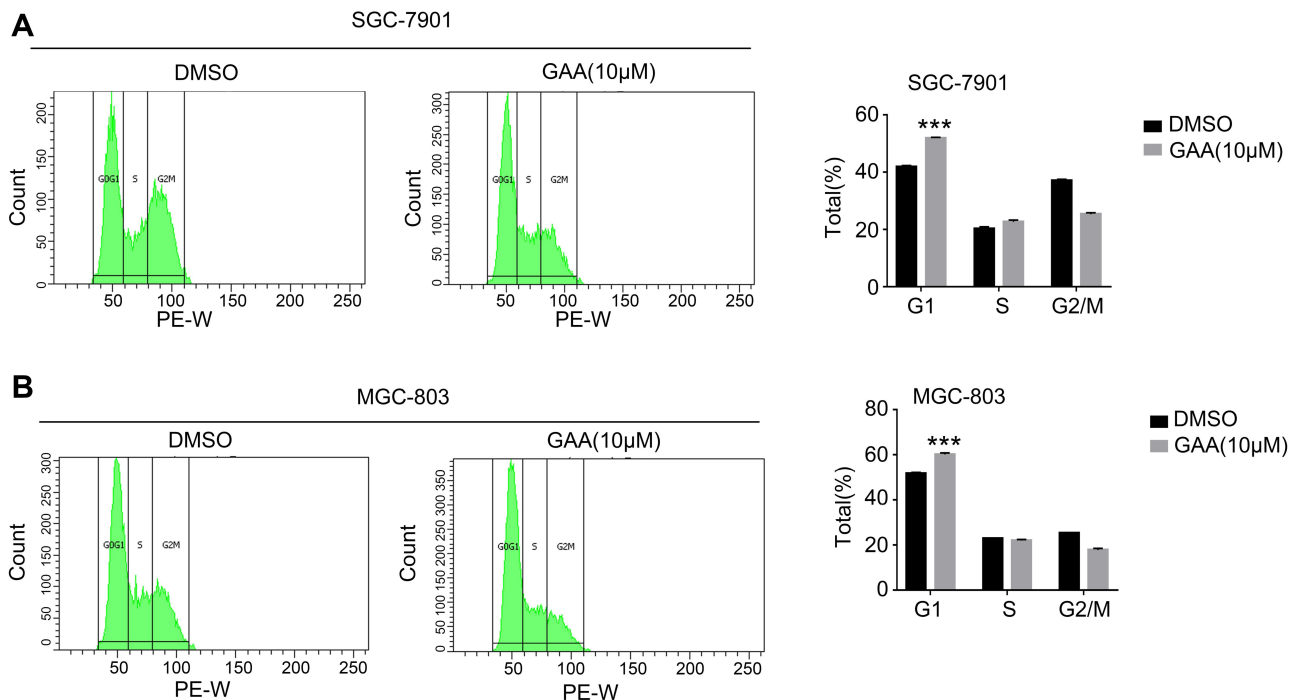 A
SGC-7901
DMSO
GAA(10μM)
Count
200
150
100
50
0
G0G1 S G2M
50 100 150 200 250
PE-W
Count
300
250
200
150
100
50
0
G0G1 S G2M
50 100 150 200 250
PE-W
SGC-7901
Total(%)
60
40
20
0
***
G1 S G2/M
DMSO
GAA(10μM)
B
MGC-803
DMSO
GAA(10μM)
Count
300
250
200
150
100
50
0
G0G1 S G2M
50 100 150 200 250
PE-W
Count
350
300
250
200
150
100
50
0
G0G1 S G2M
50 100 150 200 250
PE-W
MGC-803
Total(%)
80
60
40
20
0
***
G1 S G2/M
DMSO
GAA(10μM)